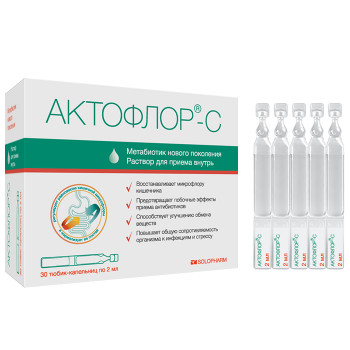 АКТОФЛОР®-С
Метабиотик нового поколения
Раствор для приема внутрь
Восстанавливает микрофлору
кишечника
Предотвращает побочные эффекты
приема антибиотиков
Способствует улучшению обмена
веществ
Повышает общую сопротивляемость
организма к инфекциям и стрессу
30 тюбик-капельниц по 2 мл
SOLOPHARM
АКТОФЛОР®-С
АКТОФЛОР-С 2 мл
АКТОФЛОР-С 2 мл
АКТОФЛОР-С 2 мл
АКТОФЛОР-С 2 мл
АКТОФЛОР-С 2 мл